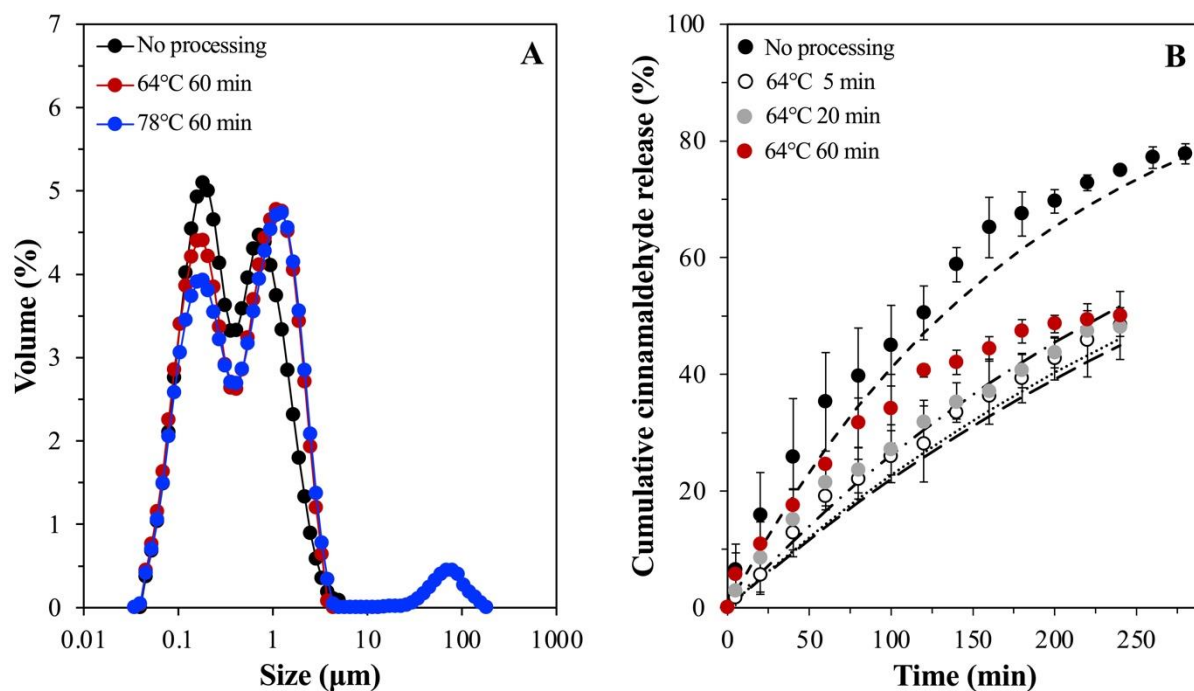 A
No processing
64°C 60 min
78°C 60 min
7
6
5
4
3
2
1
0
Volume (%)
0.01 0.1 1 10 100 1000
Size (µm)
B
No processing
64°C 5 min
64°C 20 min
64°C 60 min
100
80
60
40
20
0
Cumulative cinnamaldehyde release (%)
0 50 100 150 200 250
Time (min)